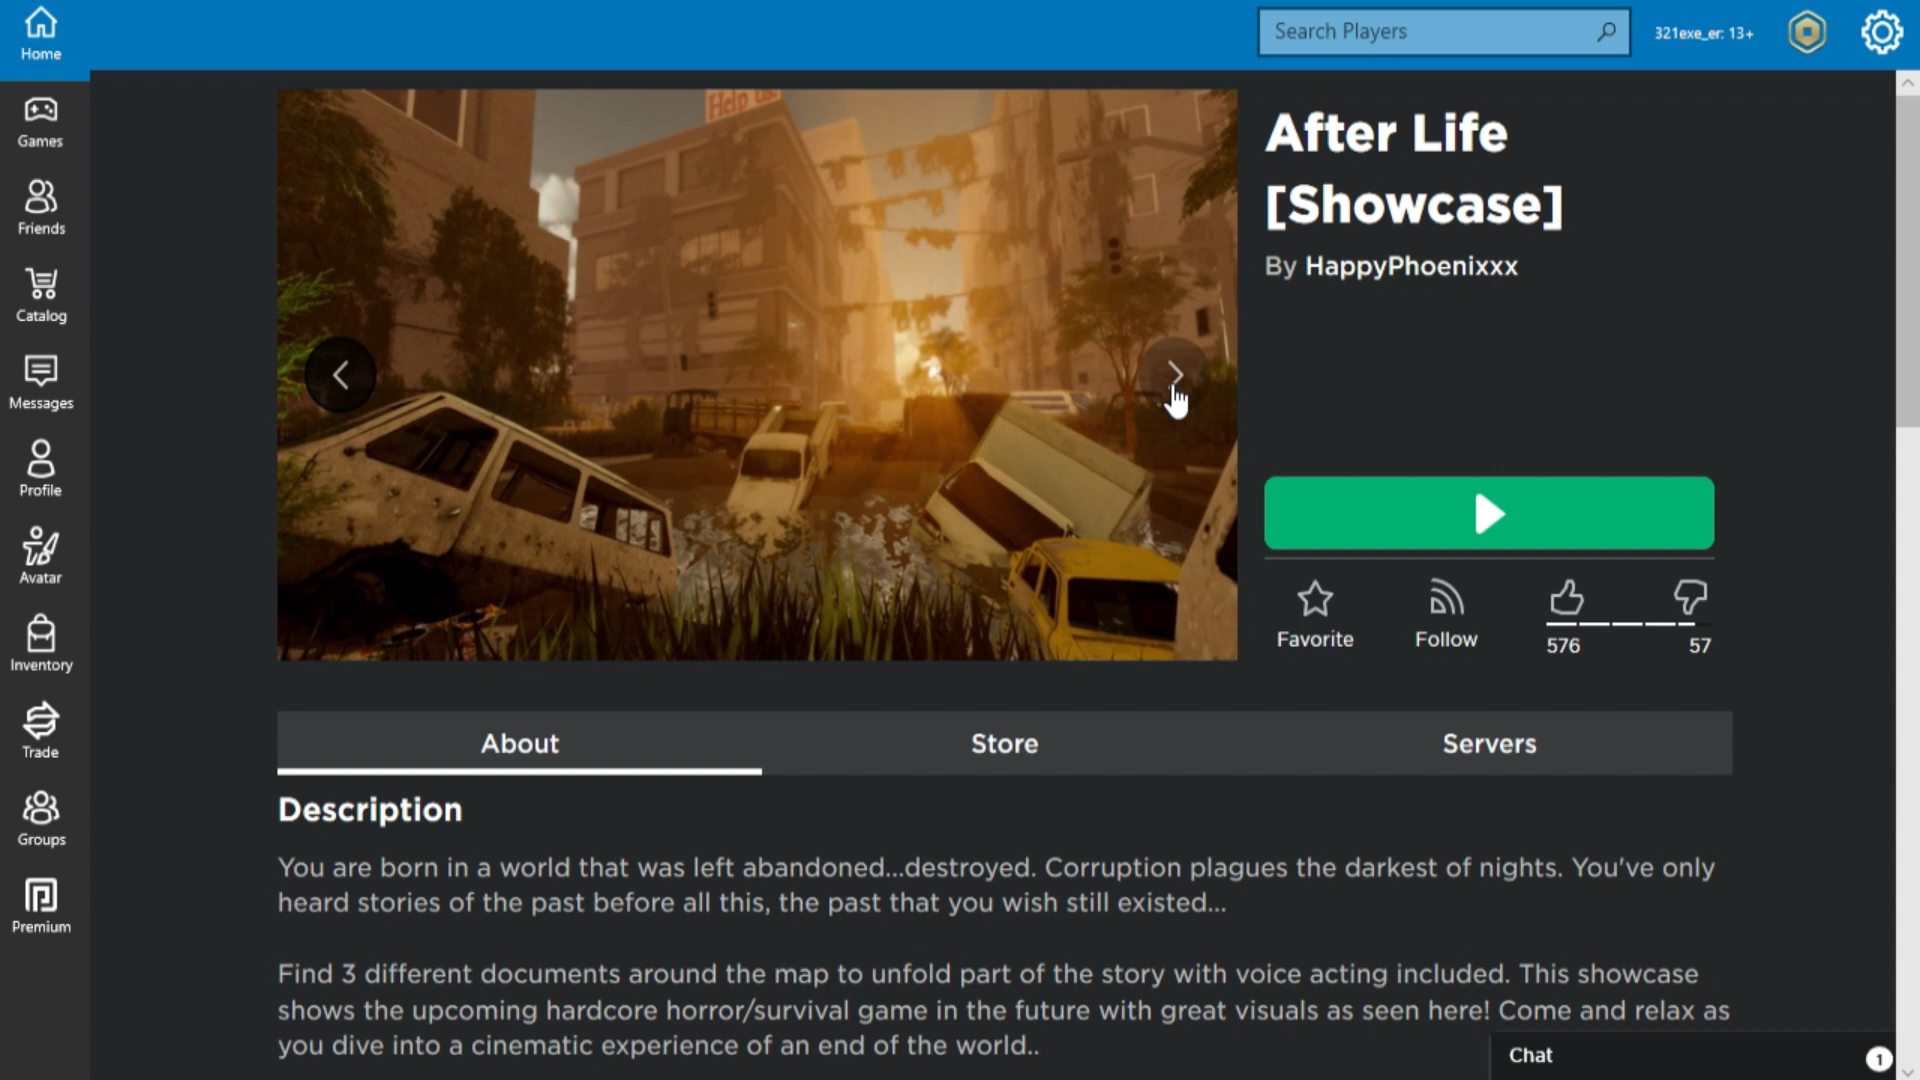 Home
Search Players
321exe_er: 13+
Games
Friends
Catalog
Messages
Profile
Avatar
Inventory
Trade
Groups
Premium
Help us
After Life
[Showcase]
By HappyPhoenixxx
Favorite
Follow
576
57
About
Store
Servers
Description
You are born in a world that was left abandoned...destroyed. Corruption plagues the darkest of nights. You've only
heard stories of the past before all this, the past that you wish still existed...
Find 3 different documents around the map to unfold part of the story with voice acting included. This showcase
shows the upcoming hardcore horror/survival game in the future with great visuals as seen here! Come and relax as
you dive into a cinematic experience of an end of the world..
Chat
1